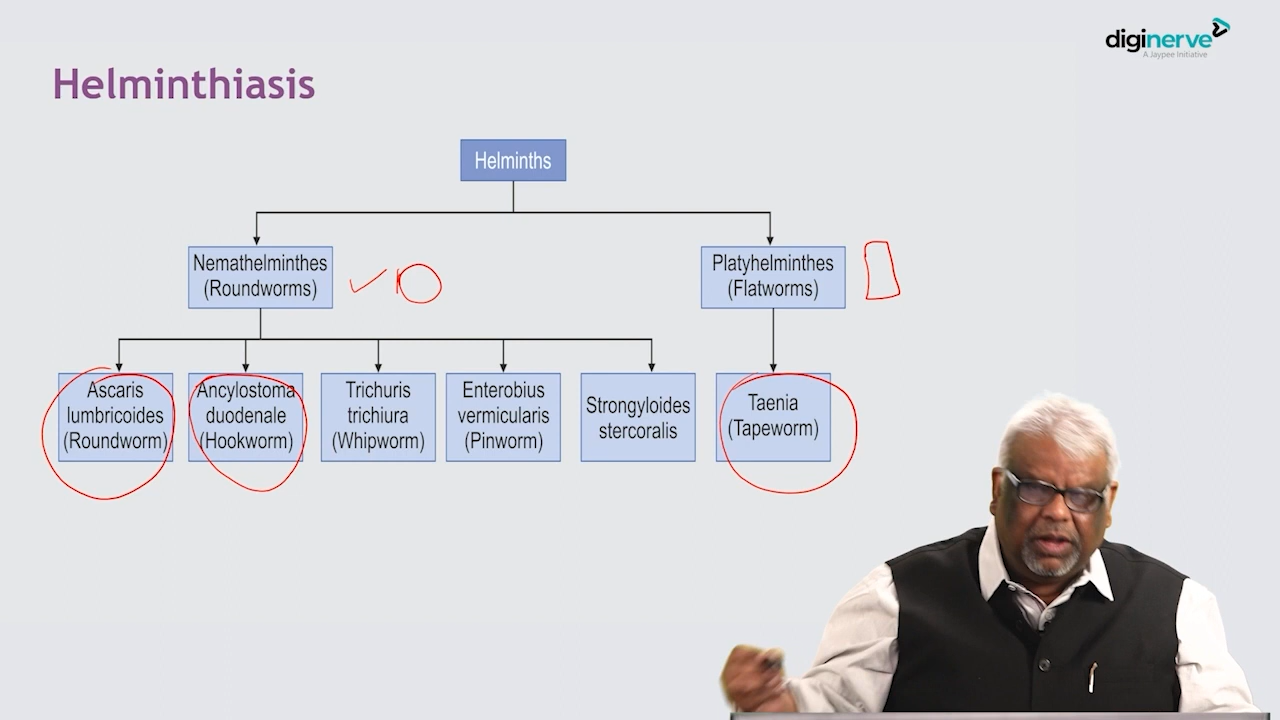 diginerve
A Jaypee Initiative
Helminthiasis
Helminths
Nemathelminthes
(Roundworms)
Platyhelminthes
(Flatworms)
Ascaris
lumbricoides
(Roundworm)
Ancylostoma
duodenale
(Hookworm)
Trichuris
trichiura
(Whipworm)
Enterobius
vermicularis
(Pinworm)
Strongyloides
stercoralis
Taenia
(Tapeworm)